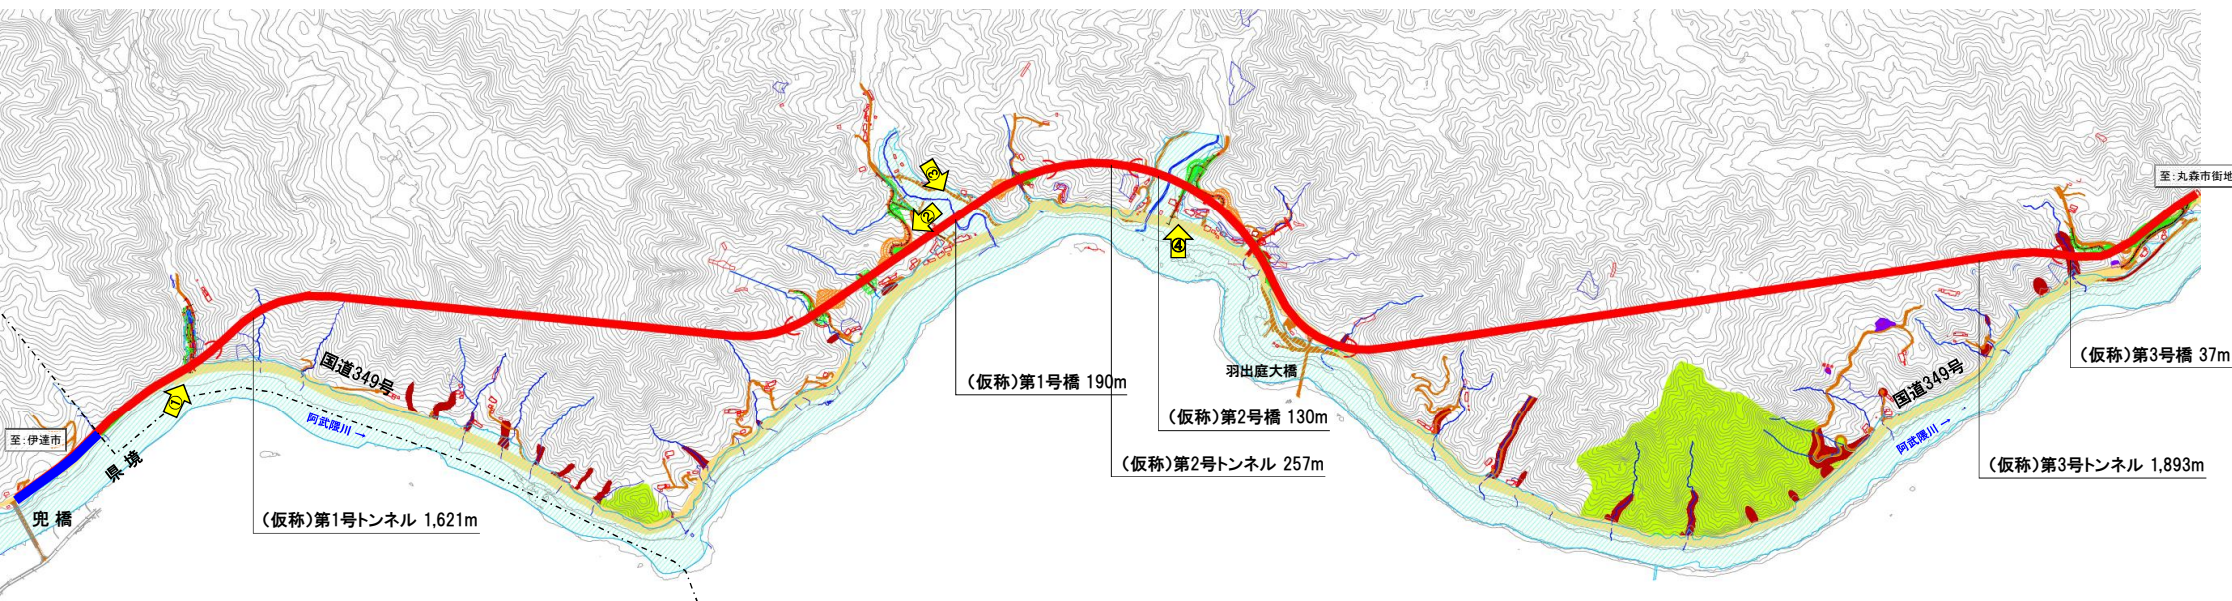 至:丸森市街地
③
②
④
①
国道349号
阿武隈川 →
至:伊達市
県境
兜橋
(仮称)第1号トンネル 1,621m
(仮称)第1号橋 190m
(仮称)第2号橋 130m
(仮称)第2号トンネル 257m
羽出庭大橋
国道349号
阿武隈川 →
(仮称)第3号橋 37m
(仮称)第3号トンネル 1,893m